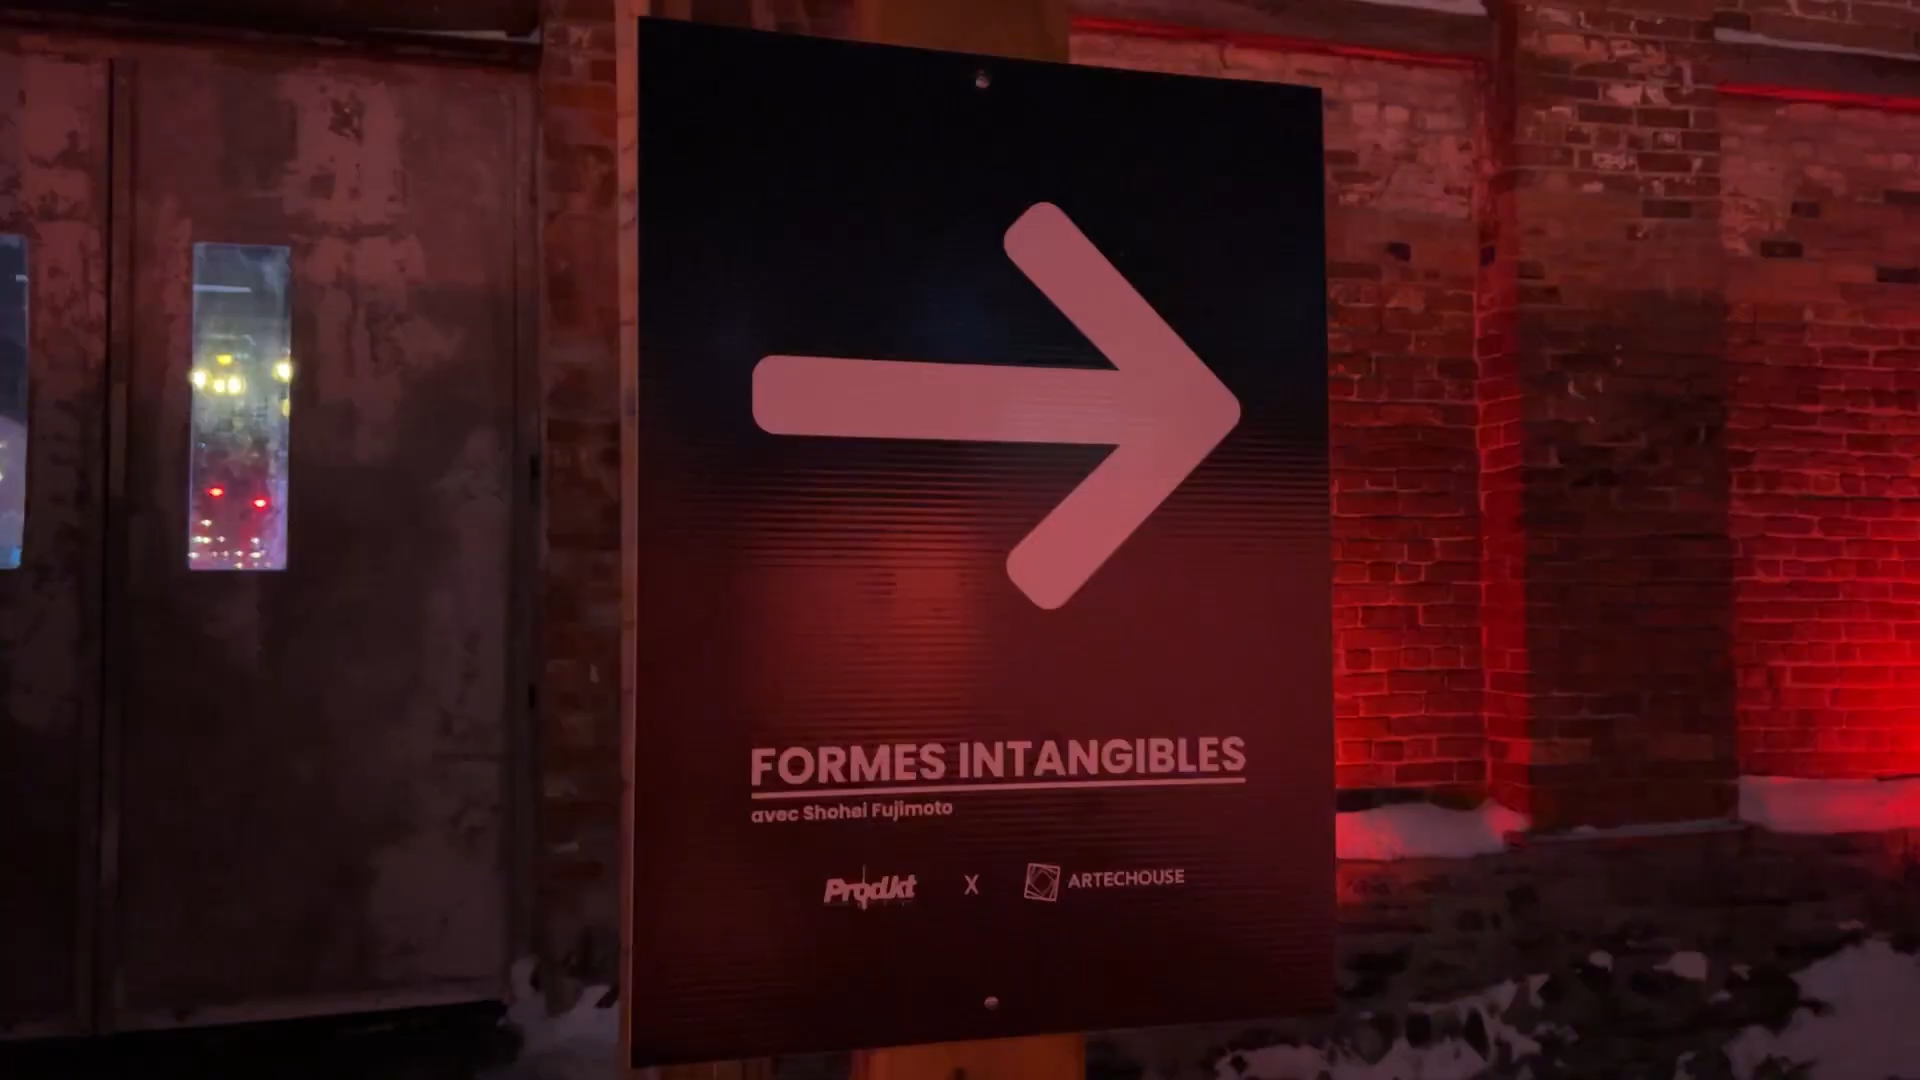 FORMES INTANGIBLES
avec Shohei Fujimoto
Prodkt X ARTECHOUSE